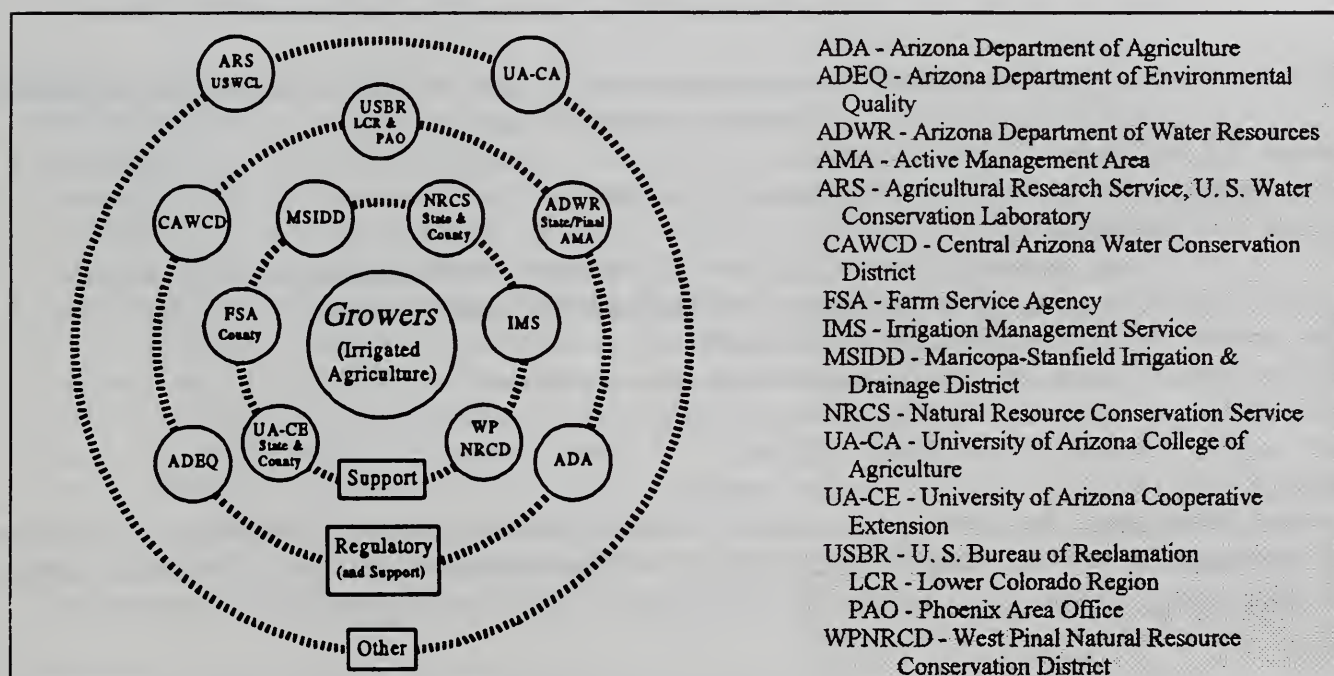 ARS
USWCL
UA-CA
USBR
LCR &
PAO
CAWCD
MSIDD
NRCS
State &
County
ADWR
State/Pinal
AMA
FSA
County
Growers
(Irrigated
Agriculture)
IMS
UA-CE
State &
County
WP
NRCD
ADEQ
ADA
Support
Regulatory
(and Support)
Other
ADA - Arizona Department of Agriculture
ADEQ - Arizona Department of Environmental
Quality
ADWR - Arizona Department of Water Resources
AMA - Active Management Area
ARS - Agricultural Research Service, U. S. Water
Conservation Laboratory
CAWCD - Central Arizona Water Conservation
District
FSA - Farm Service Agency
IMS - Irrigation Management Service
MSIDD - Maricopa-Stanfield Irrigation &
Drainage District
NRCS - Natural Resource Conservation Service
UA-CA - University of Arizona College of
Agriculture
UA-CE - University of Arizona Cooperative
Extension
USBR - U. S. Bureau of Reclamation
LCR - Lower Colorado Region
PAO - Phoenix Area Office
WPNRCD - West Pinal Natural Resource
Conservation District